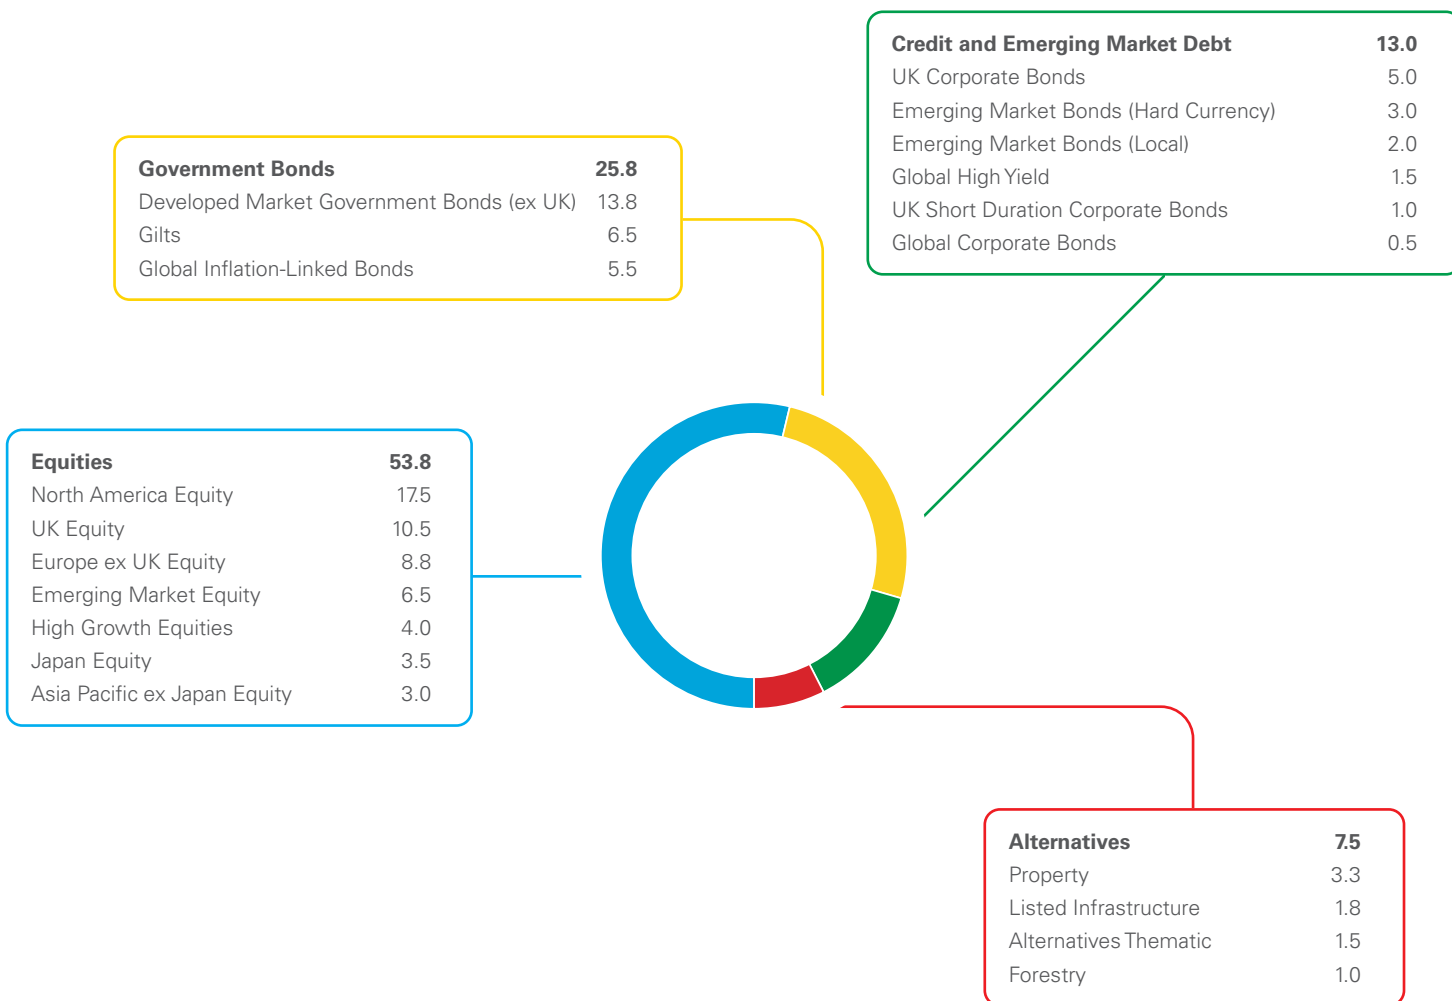 Credit and Emerging Market Debt 13.0
UK Corporate Bonds 5.0
Emerging Market Bonds (Hard Currency) 3.0
Emerging Market Bonds (Local) 2.0
Global High Yield 1.5
UK Short Duration Corporate Bonds 1.0
Global Corporate Bonds 0.5
Government Bonds 25.8
Developed Market Government Bonds (ex UK) 13.8
Gilts 6.5
Global Inflation-Linked Bonds 5.5
Equities 53.8
North America Equity 17.5
UK Equity 10.5
Europe ex UK Equity 8.8
Emerging Market Equity 6.5
High Growth Equities 4.0
Japan Equity 3.5
Asia Pacific ex Japan Equity 3.0
Alternatives 7.5
Property 3.3
Listed Infrastructure 1.8
Alternatives Thematic 1.5
Forestry 1.0